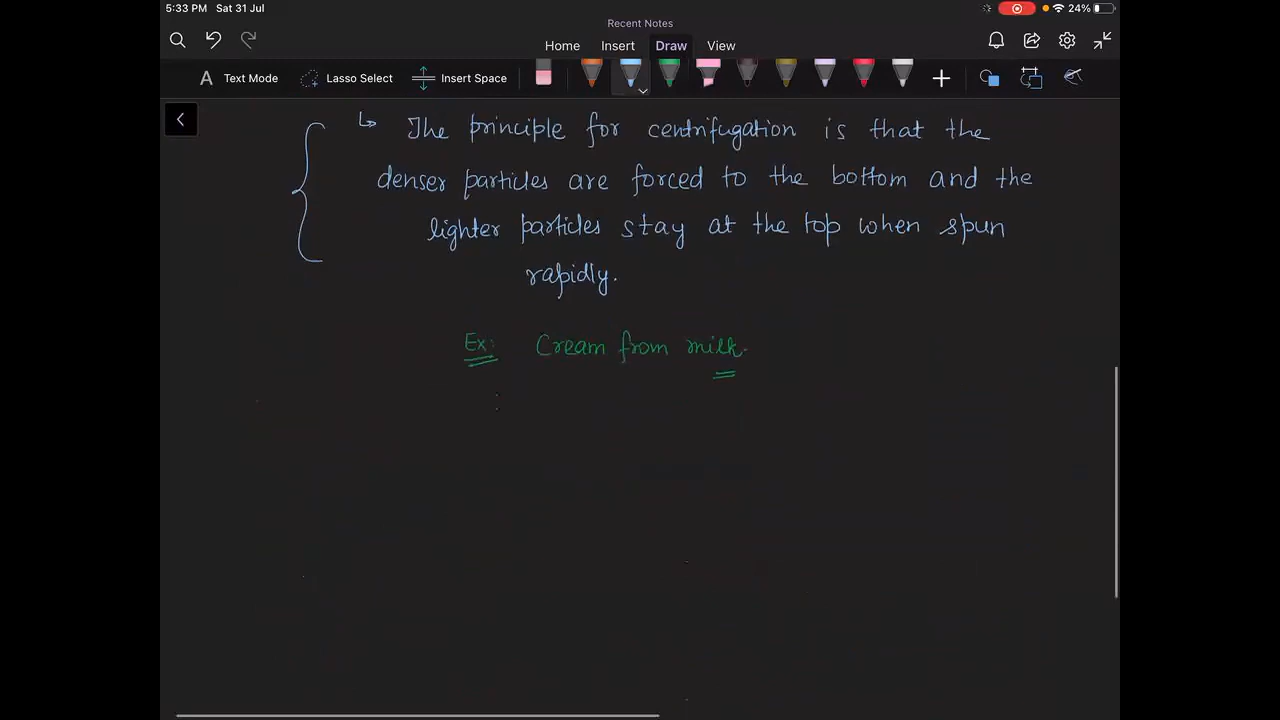 5:33 PM Sat 31 Jul
24%
Recent Notes
Home Insert Draw View
A Text Mode Lasso Select Insert Space
↳ The principle for centrifugation is that the
denser particles are forced to the bottom and the
lighter particles stay at the top when spun
rapidly.
Ex: Cream from milk.